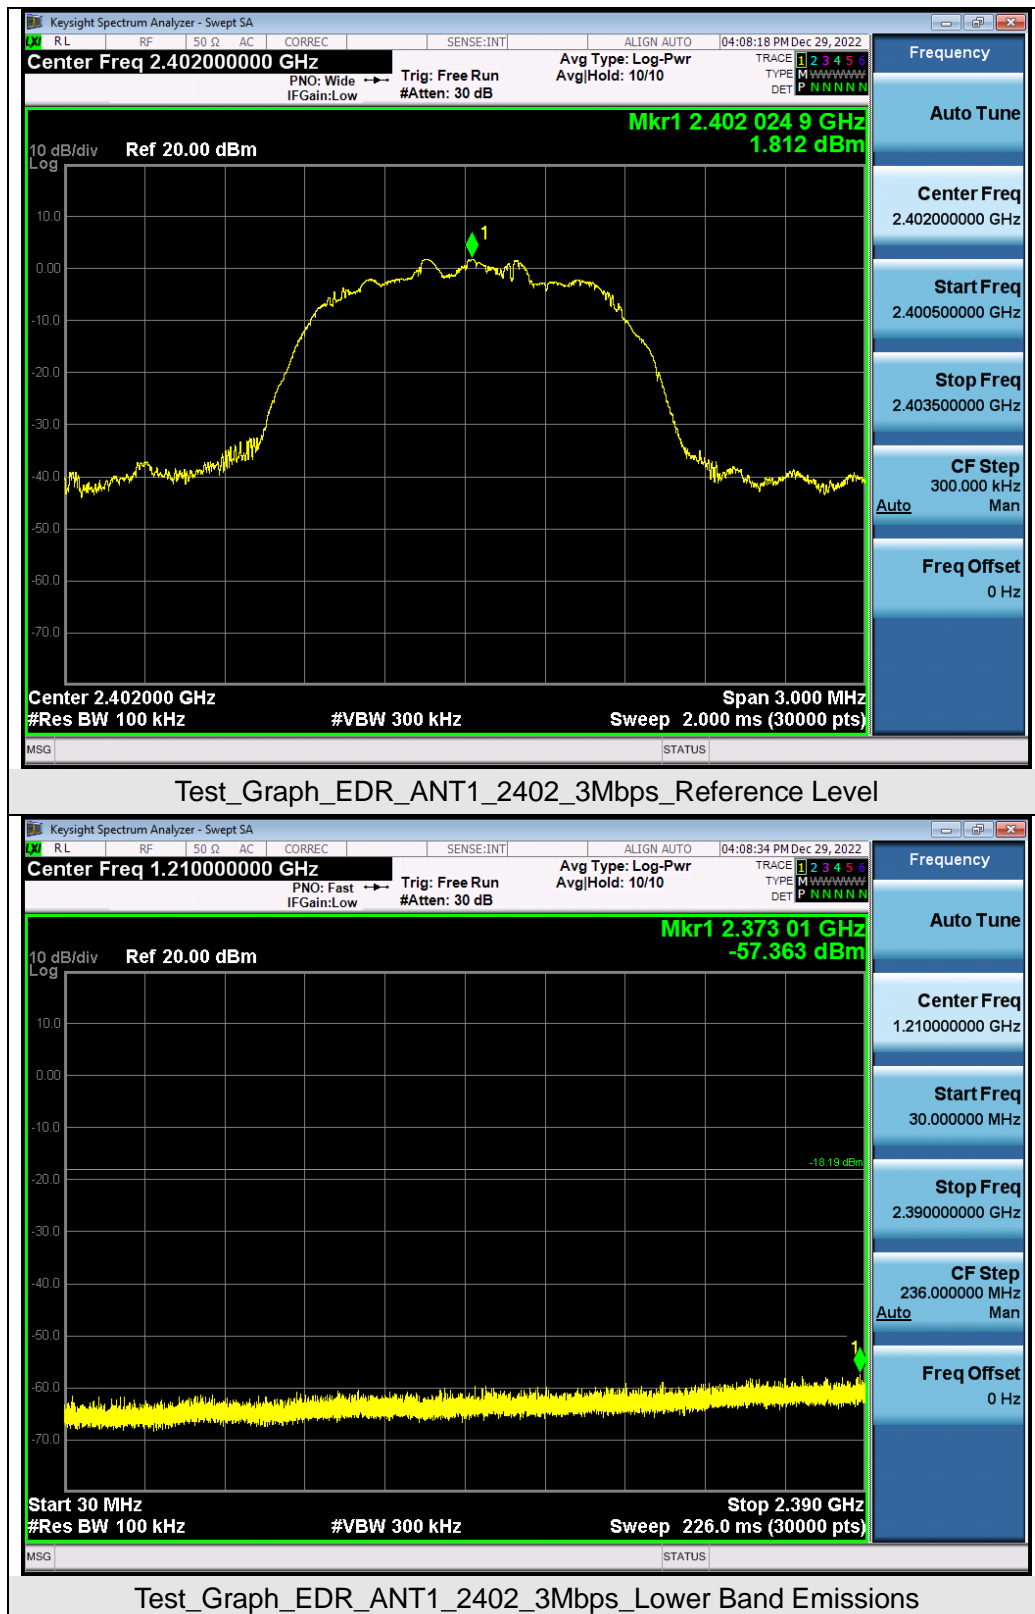 Keysight Spectrum Analyzer - Swept SA
LXI RL RF 50 Ω AC CORREC SENSE:INT ALIGN AUTO 04:08:18 PM Dec 29, 2022
Center Freq 2.402000000 GHz
PNO: Wide
IFGain:Low
Trig: Free Run
#Atten: 30 dB
Avg Type: Log-Pwr
Avg|Hold: 10/10
TRACE 1 2 3 4 5 6
TYPE M WWWWW
DET P N N N N N
Frequency
Auto Tune
Center Freq
2.402000000 GHz
Start Freq
2.400500000 GHz
Stop Freq
2.403500000 GHz
CF Step
300.000 kHz
Auto Man
Freq Offset
0 Hz
Mkr1 2.402 024 9 GHz
1.812 dBm
10 dB/div Ref 20.00 dBm
Log
10.0
1
0.00
-10.0
-20.0
-30.0
-40.0
-50.0
-60.0
-70.0
Center 2.402000 GHz Span 3.000 MHz
#Res BW 100 kHz #VBW 300 kHz Sweep 2.000 ms (30000 pts)
MSG STATUS
Test_Graph_EDR_ANT1_2402_3Mbps_Reference Level
Keysight Spectrum Analyzer - Swept SA
LXI RL RF 50 Ω AC CORREC SENSE:INT ALIGN AUTO 04:08:34 PM Dec 29, 2022
Center Freq 1.210000000 GHz
PNO: Fast
IFGain:Low
Trig: Free Run
#Atten: 30 dB
Avg Type: Log-Pwr
Avg|Hold: 10/10
TRACE 1 2 3 4 5 6
TYPE M WWWWW
DET P N N N N N
Frequency
Auto Tune
Center Freq
1.210000000 GHz
Start Freq
30.000000 MHz
Stop Freq
2.390000000 GHz
CF Step
236.000000 MHz
Auto Man
Freq Offset
0 Hz
Mkr1 2.373 01 GHz
-57.363 dBm
10 dB/div Ref 20.00 dBm
Log
10.0
0.00
-10.0
-18.19 dBm
-20.0
-30.0
-40.0
-50.0
1
-60.0
-70.0
Start 30 MHz Stop 2.390 GHz
#Res BW 100 kHz #VBW 300 kHz Sweep 226.0 ms (30000 pts)
MSG STATUS
Test_Graph_EDR_ANT1_2402_3Mbps_Lower Band Emissions